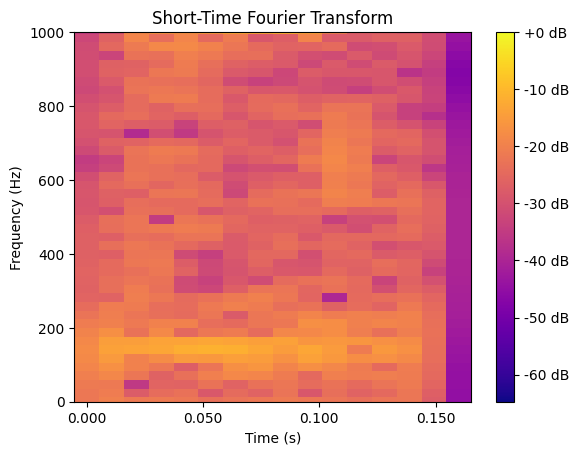 Short-Time Fourier Transform
1000
800
600
400
200
0
Frequency (Hz)
0.000
0.050
0.100
0.150
Time (s)
+0 dB
-10 dB
-20 dB
-30 dB
-40 dB
-50 dB
-60 dB